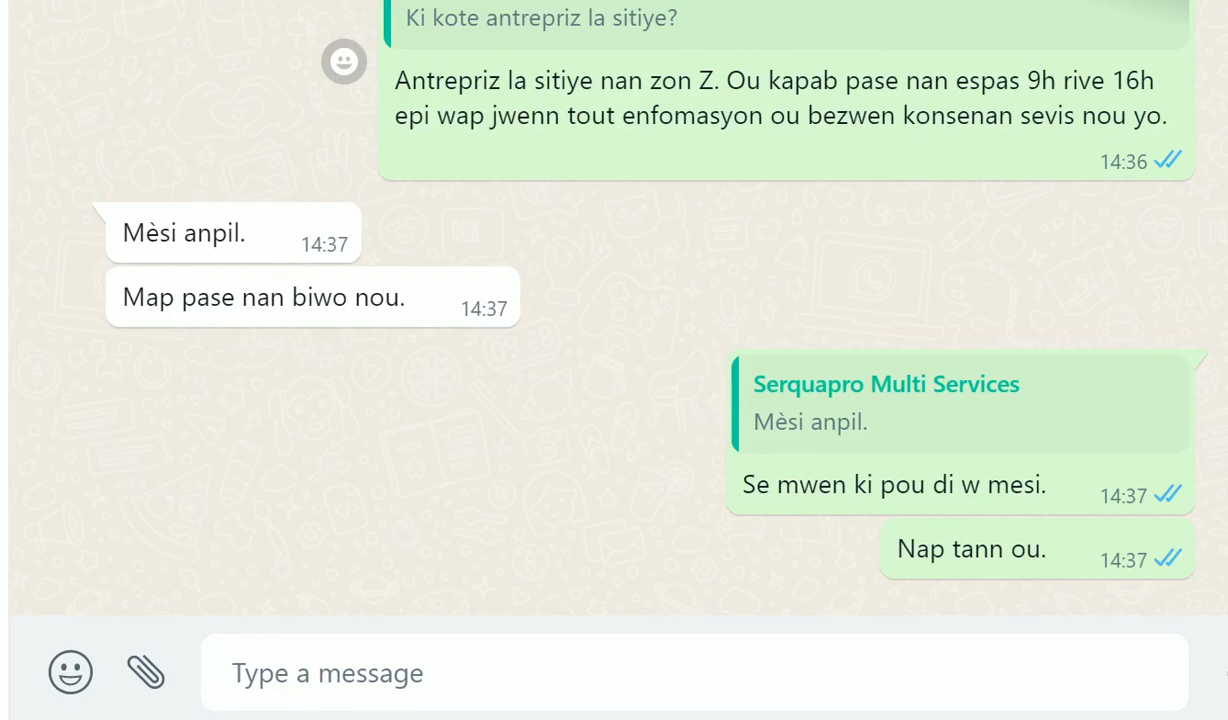 Ki kote antrepriz la sitiye?
Antrepriz la sitiye nan zon Z. Ou kapab pase nan espas 9h rive 16h
epi wap jwenn tout enfomasyon ou bezwen konsenan sevis nou yo.
14:36
Mèsi anpil.
14:37
Map pase nan biwo nou.
14:37
Serquapro Multi Services
Mèsi anpil.
Se mwen ki pou di w mesi.
14:37
Nap tann ou.
14:37
Type a message